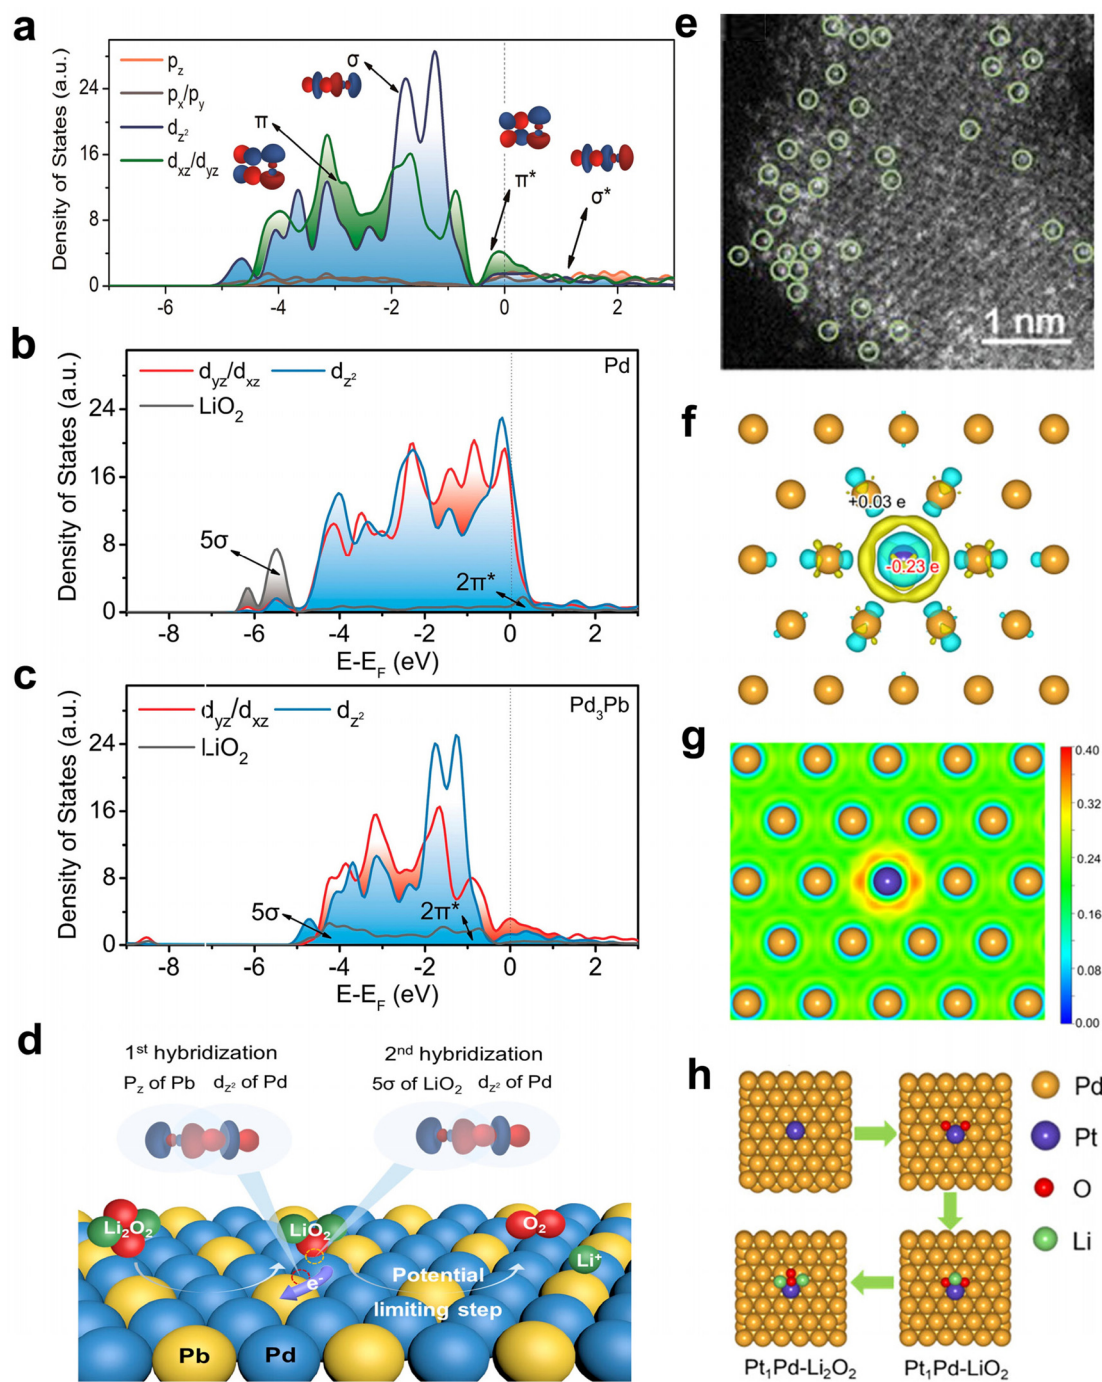 a
Density of States (a.u.)
24
16
8
0
p_z
p_x/p_y
d_z²
d_xz/d_yz
σ
π
π*
σ*
-6
-4
-2
0
2
b
Density of States (a.u.)
24
16
8
0
d_yz/d_xz
d_z²
LiO₂
Pd
5σ
2π*
-8
-6
-4
-2
0
2
E-E_F (eV)
c
Density of States (a.u.)
24
16
8
0
d_yz/d_xz
d_z²
LiO₂
Pd₃Pb
5σ
2π*
-8
-6
-4
-2
0
2
E-E_F (eV)
d
1st hybridization
P_z of Pb
d_z² of Pd
2nd hybridization
5σ of LiO₂
d_z² of Pd
Li₂O₂
LiO₂
O₂
Li⁺
e⁻
Potential
limiting step
Pb
Pd
e
1 nm
f
+0.03 e
-0.23 e
g
0.40
0.32
0.24
0.16
0.08
0.00
h
Pd
Pt
O
Li
Pt₁Pd-Li₂O₂
Pt₁Pd-LiO₂